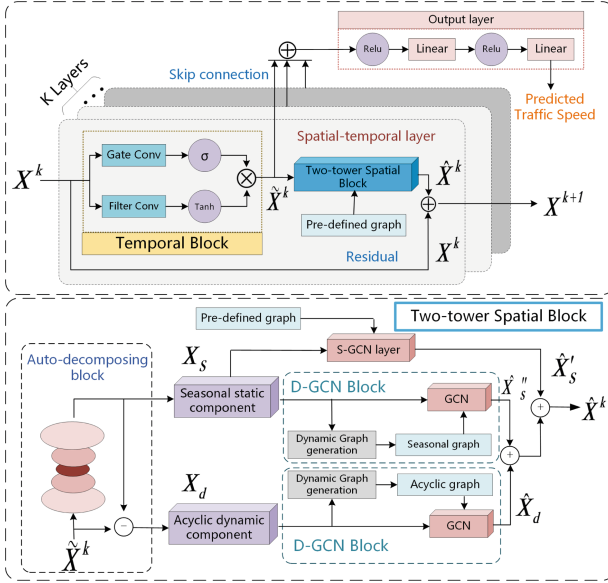 Output layer
Relu
Linear
Relu
Linear
Skip connection
Predicted
Traffic Speed
K Layers
...
Spatial-temporal layer
Gate Conv
σ
X^k
Filter Conv
Tanh
X̃^k
Two-tower Spatial
Block
X̂^k
X^{k+1}
Pre-defined graph
Temporal Block
Residual
X^k
Two-tower Spatial Block
Pre-defined graph
Auto-decomposing
block
X_s
S-GCN layer
X̂_s'
Seasonal static
component
D-GCN Block
GCN
X̂_s''
X̂^k
Dynamic Graph
generation
Seasonal graph
X_d
Dynamic Graph
generation
Acyclic graph
X̂_d
Acyclic dynamic
component
GCN
D-GCN Block
X̃^k